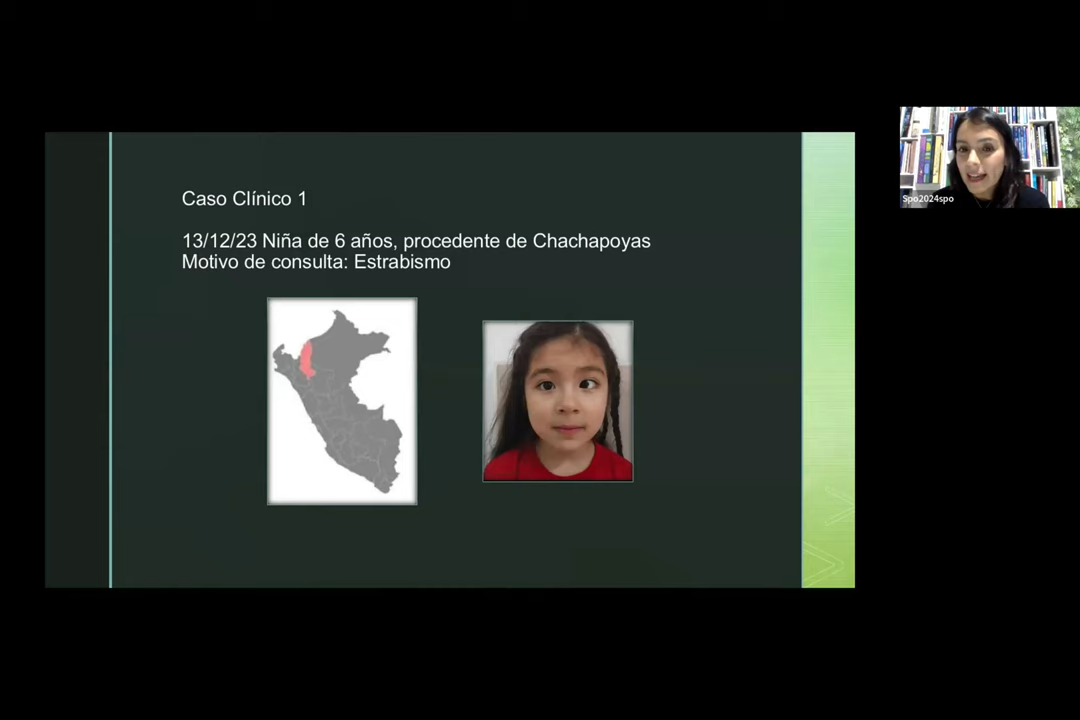 Caso Clínico 1
13/12/23 Niña de 6 años, procedente de Chachapoyas
Motivo de consulta: Estrabismo
Spo2024spo